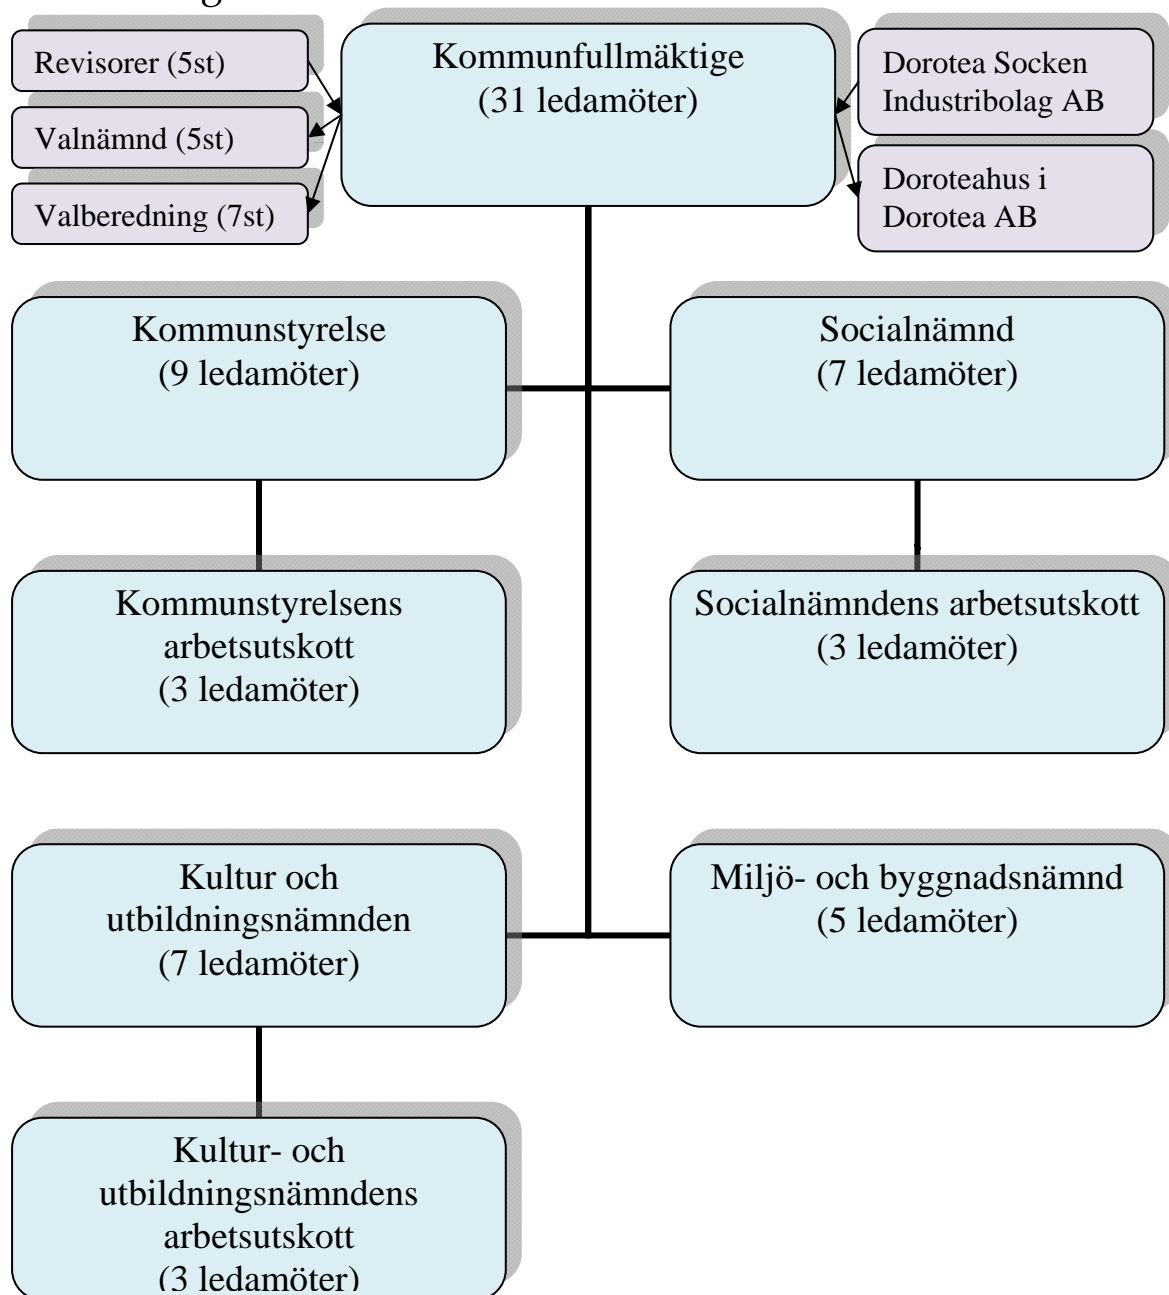 Revisorer (5st)
Valnämnd (5st)
Valberedning (7st)
Kommunfullmäktige
(31 ledamöter)
Dorotea Socken
Industribolag AB
Doroteahus i
Dorotea AB
Kommunstyrelse
(9 ledamöter)
Socialnämnd
(7 ledamöter)
Kommunstyrelsens
arbetsutskott
(3 ledamöter)
Socialnämndens arbetsutskott
(3 ledamöter)
Kultur och
utbildningsnämnden
(7 ledamöter)
Miljö- och byggnadsnämnd
(5 ledamöter)
Kultur- och
utbildningsnämndens
arbetsutskott
(3 ledamöter)